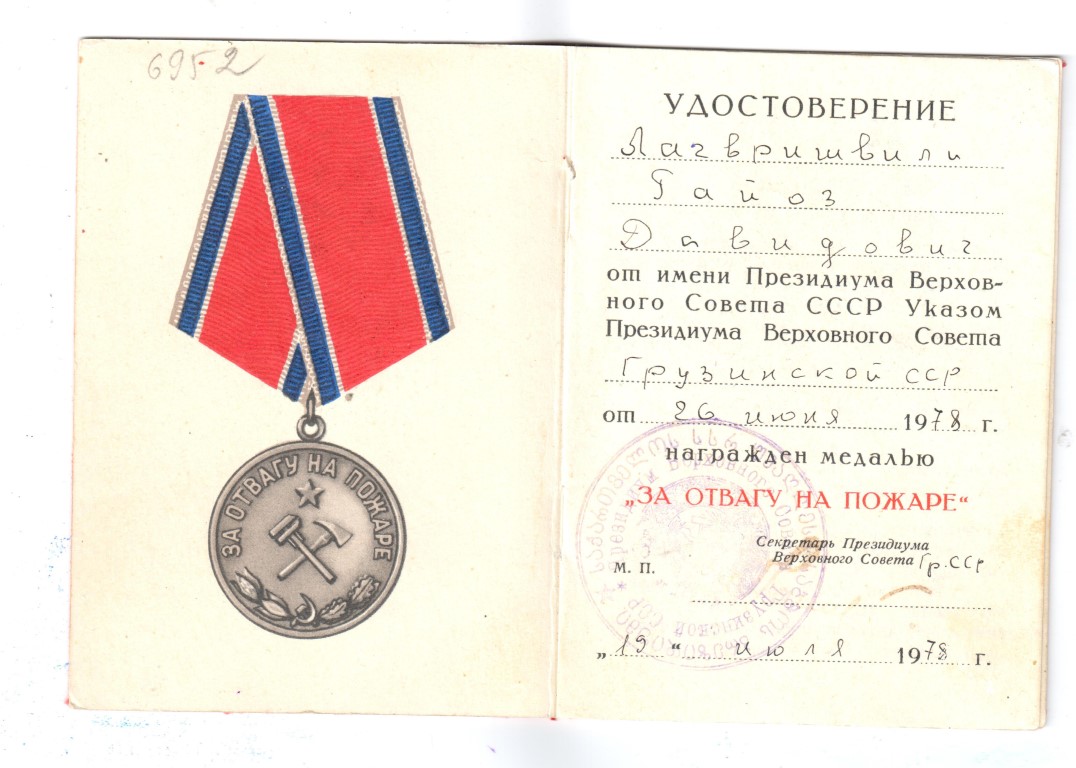 6952
ЗА ОТВАГУ НА ПОЖАРЕ
УДОСТОВЕРЕНИЕ
Лагвришвили
Гайоз
Давидович
от имени Президиума Верхов-
ного Совета СССР Указом
Президиума Верховного Совета
Грузинской ССР
от 26 июня 1978 г.
награжден медалью
„ЗА ОТВАГУ НА ПОЖАРЕ“
Секретарь Президиума
Верховного Совета Гр. ССР
М. П.
„19“ июля 1978 г.